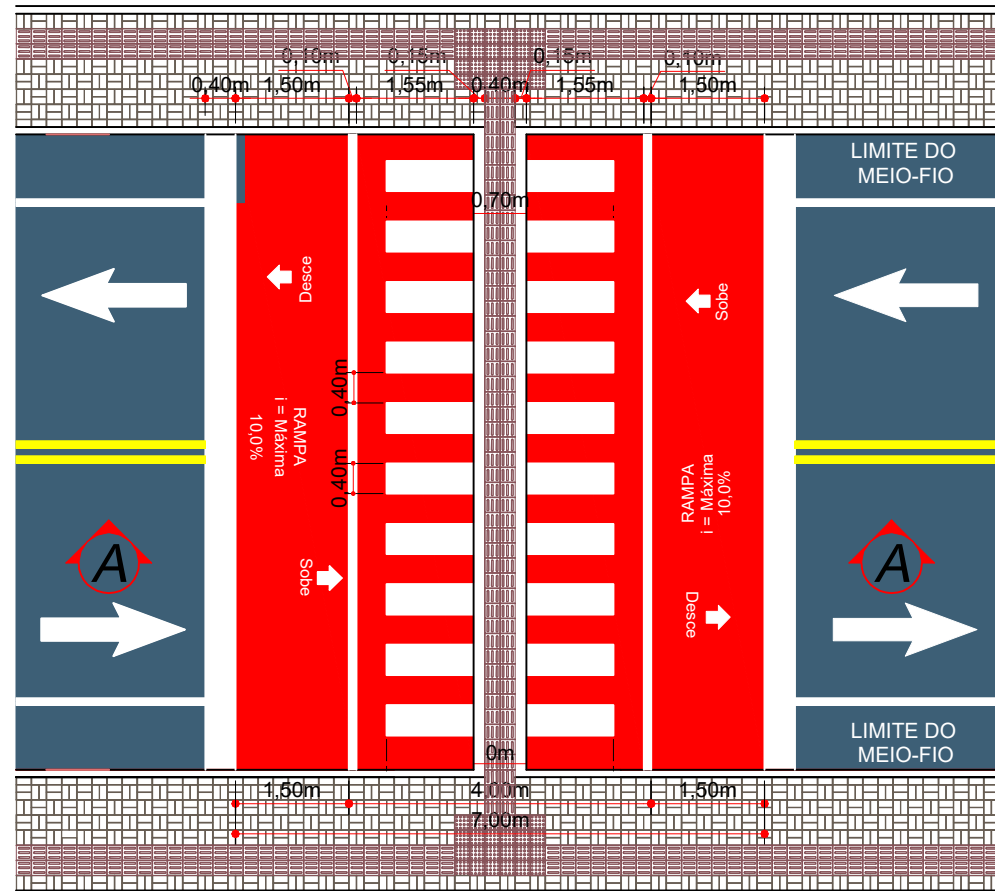 0,10m 0,15m 0,15m 0,10m
0,40m 1,50m 1,55m 0,40m 1,55m 1,50m
LIMITE DO
MEIO-FIO
0,70m
Desce
Sobe
0,40m
RAMPA
i = Máxima
10,0%
0,40m
RAMPA
i = Máxima
10,0%
A
A
Sobe
Desce
LIMITE DO
MEIO-FIO
0m
1,50m 4,00m 1,50m
7,00m